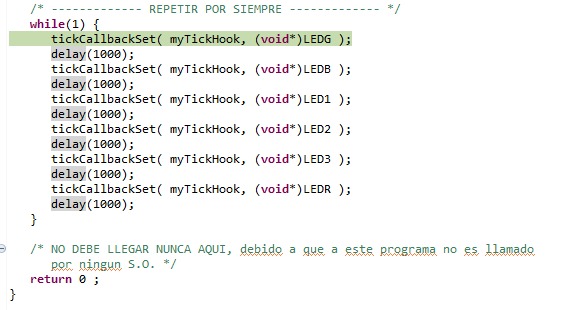 /* ------------- REPETIR POR SIEMPRE ------------- */
while(1) {
tickCallbackSet( myTickHook, (void*)LEDG );
delay(1000);
tickCallbackSet( myTickHook, (void*)LEDB );
delay(1000);
tickCallbackSet( myTickHook, (void*)LED1 );
delay(1000);
tickCallbackSet( myTickHook, (void*)LED2 );
delay(1000);
tickCallbackSet( myTickHook, (void*)LED3 );
delay(1000);
tickCallbackSet( myTickHook, (void*)LEDR );
delay(1000);
}
/* NO DEBE LLEGAR NUNCA AQUI, debido a que a este programa no es llamado
por ningun S.O. */
return 0 ;
}